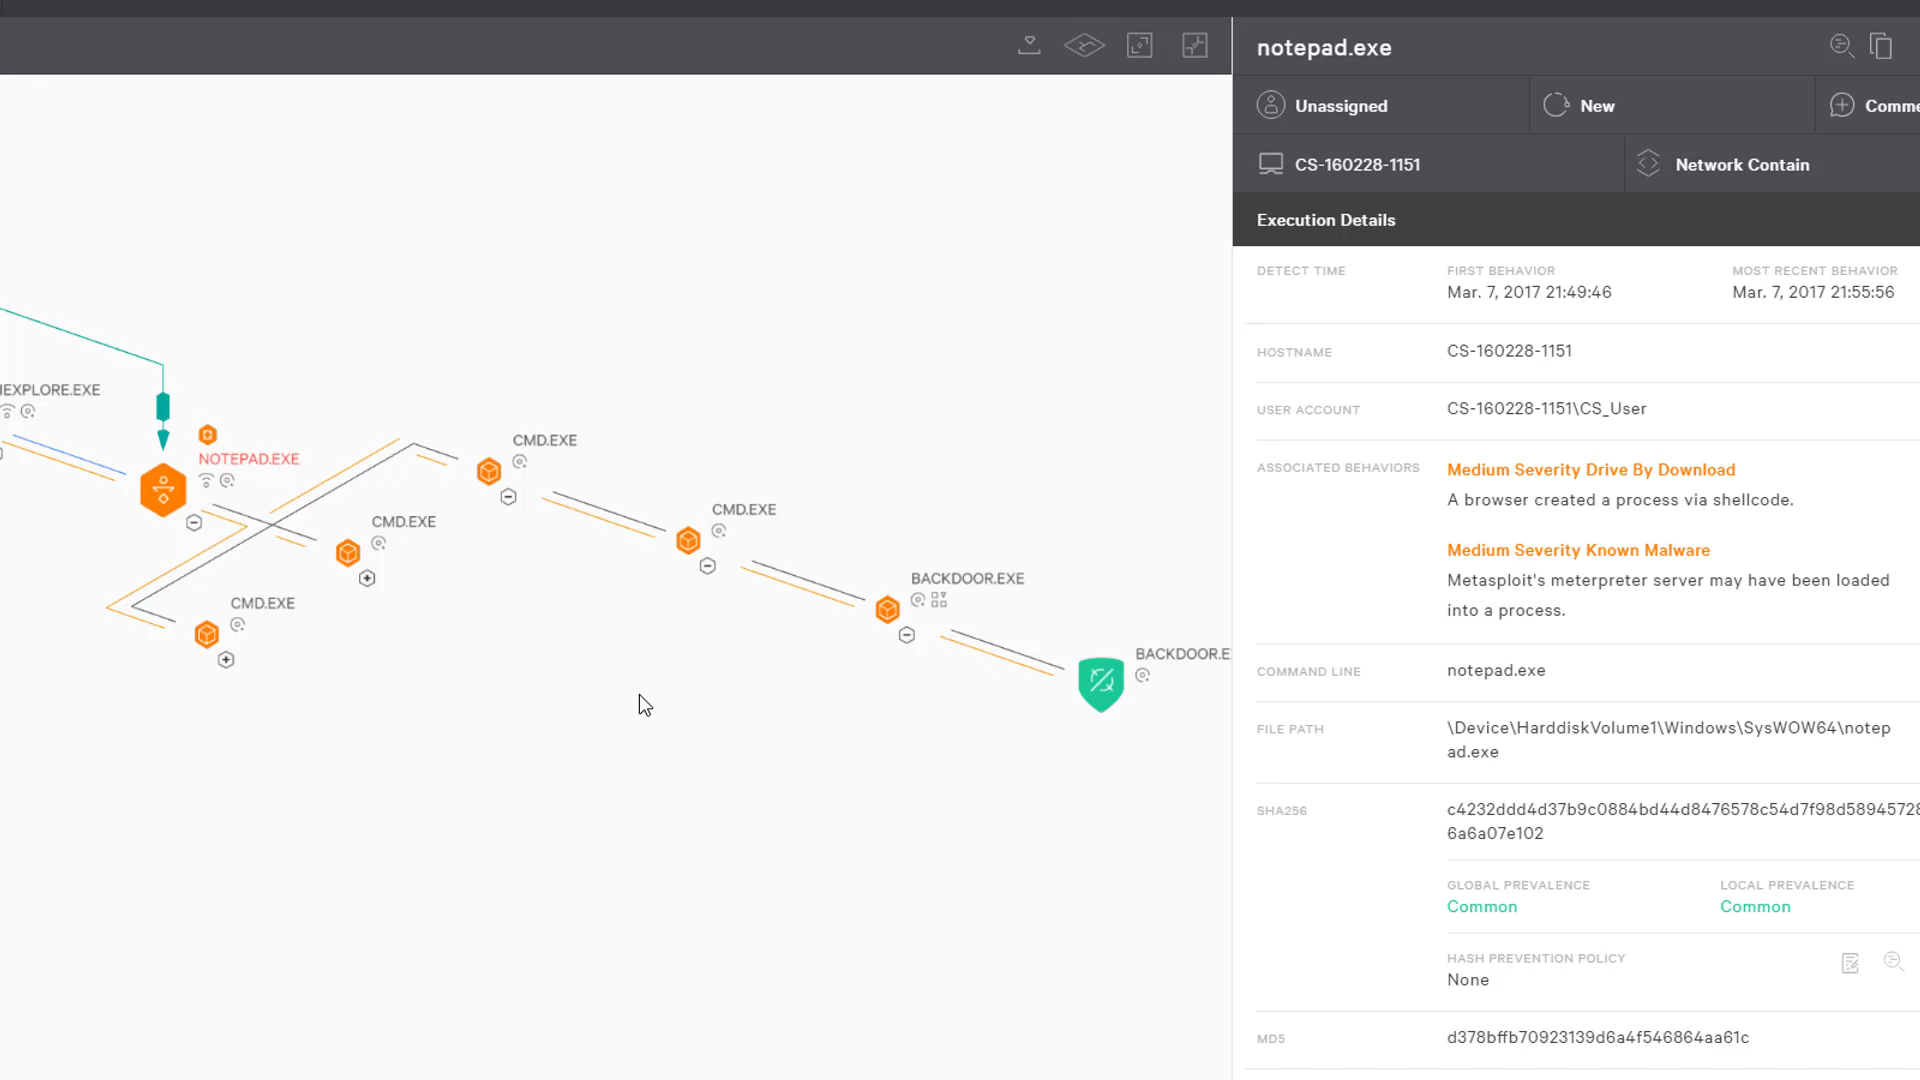 IEXPLORE.EXE
NOTEPAD.EXE
CMD.EXE
CMD.EXE
CMD.EXE
CMD.EXE
BACKDOOR.EXE
BACKDOOR.E
notepad.exe
Unassigned
New
Comme
CS-160228-1151
Network Contain
Execution Details
DETECT TIME
FIRST BEHAVIOR
Mar. 7, 2017 21:49:46
MOST RECENT BEHAVIOR
Mar. 7, 2017 21:55:56
HOSTNAME
CS-160228-1151
USER ACCOUNT
CS-160228-1151\CS_User
ASSOCIATED BEHAVIORS
Medium Severity Drive By Download
A browser created a process via shellcode.
Medium Severity Known Malware
Metasploit's meterpreter server may have been loaded
into a process.
COMMAND LINE
notepad.exe
FILE PATH
\Device\HarddiskVolume1\Windows\SysWOW64\notep
ad.exe
SHA256
c4232ddd4d37b9c0884bd44d8476578c54d7f98d58945728
6a6a07e102
GLOBAL PREVALENCE
Common
LOCAL PREVALENCE
Common
HASH PREVENTION POLICY
None
MD5
d378bffb70923139d6a4f546864aa61c